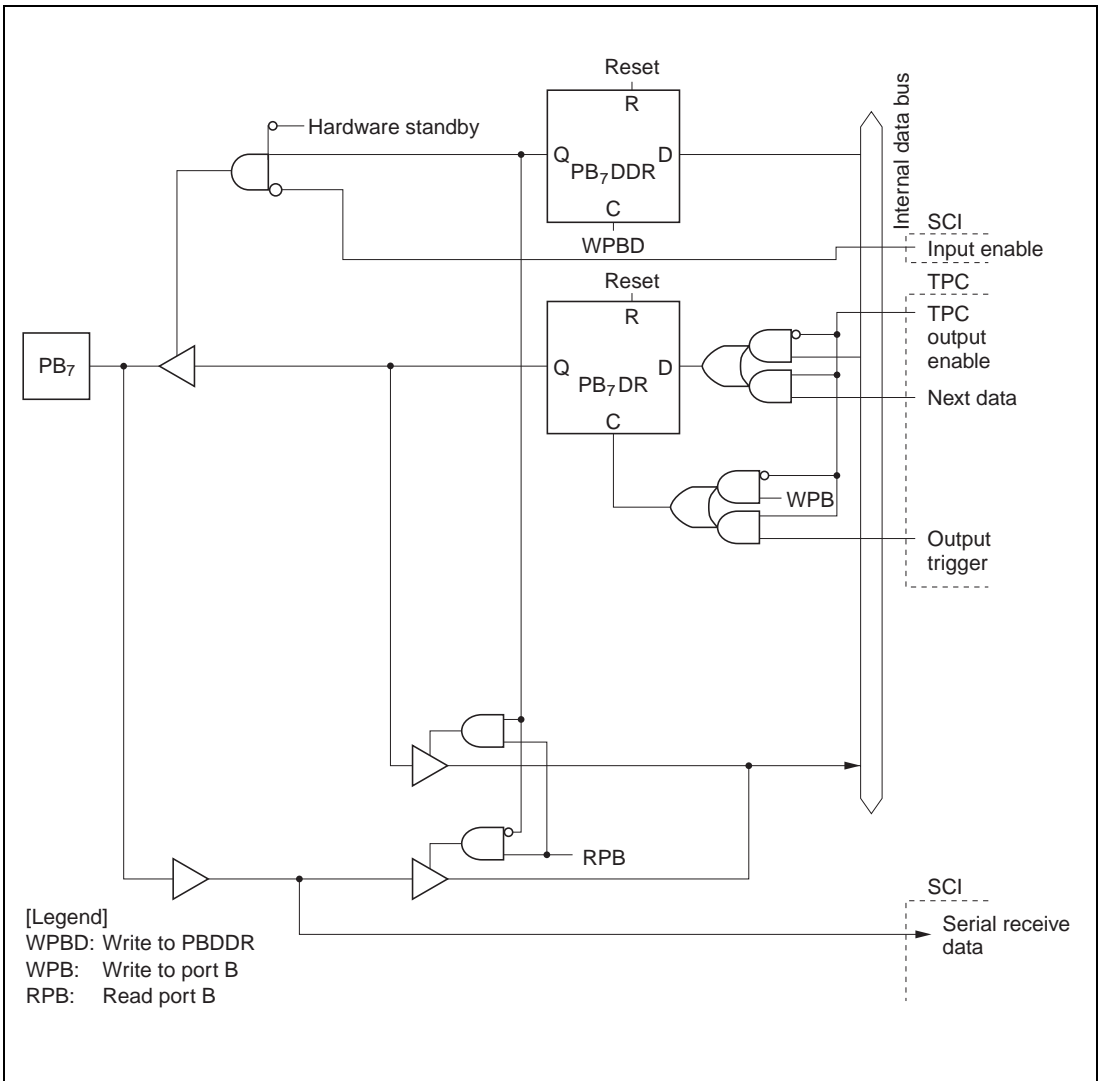 Reset
R
Hardware standby
Q
D
PB7DDR
C
WPBD
Internal data bus
SCI
Input enable
Reset
R
TPC
TPC
output
enable
PB7
Q
D
PB7DR
Next data
C
WPB
Output
trigger
RPB
SCI
Serial receive
data
[Legend]
WPBD: Write to PBDDR
WPB: Write to port B
RPB: Read port B